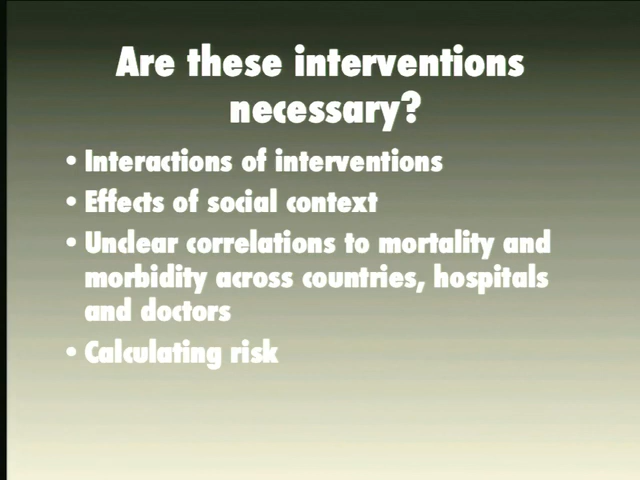 Are these interventions
necessary?
• Interactions of interventions
• Effects of social context
• Unclear correlations to mortality and
morbidity across countries, hospitals
and doctors
• Calculating risk